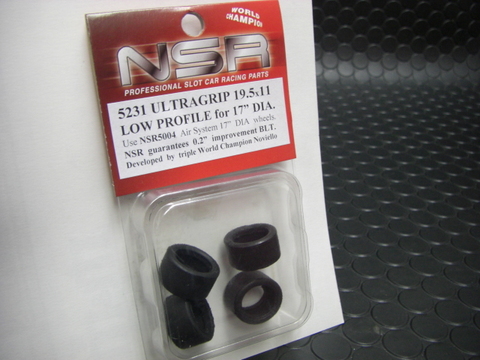 WORLD
CHAMPION
NSR
PROFESSIONAL SLOT CAR RACING PARTS
5231 ULTRAGRIP 19.5x11
LOW PROFILE for 17" DIA.
Use NSR5004 Air System 17" DIA wheels.
NSR guarantees 0.2" improvement BLT.
Developed by triple World Champion Noviello